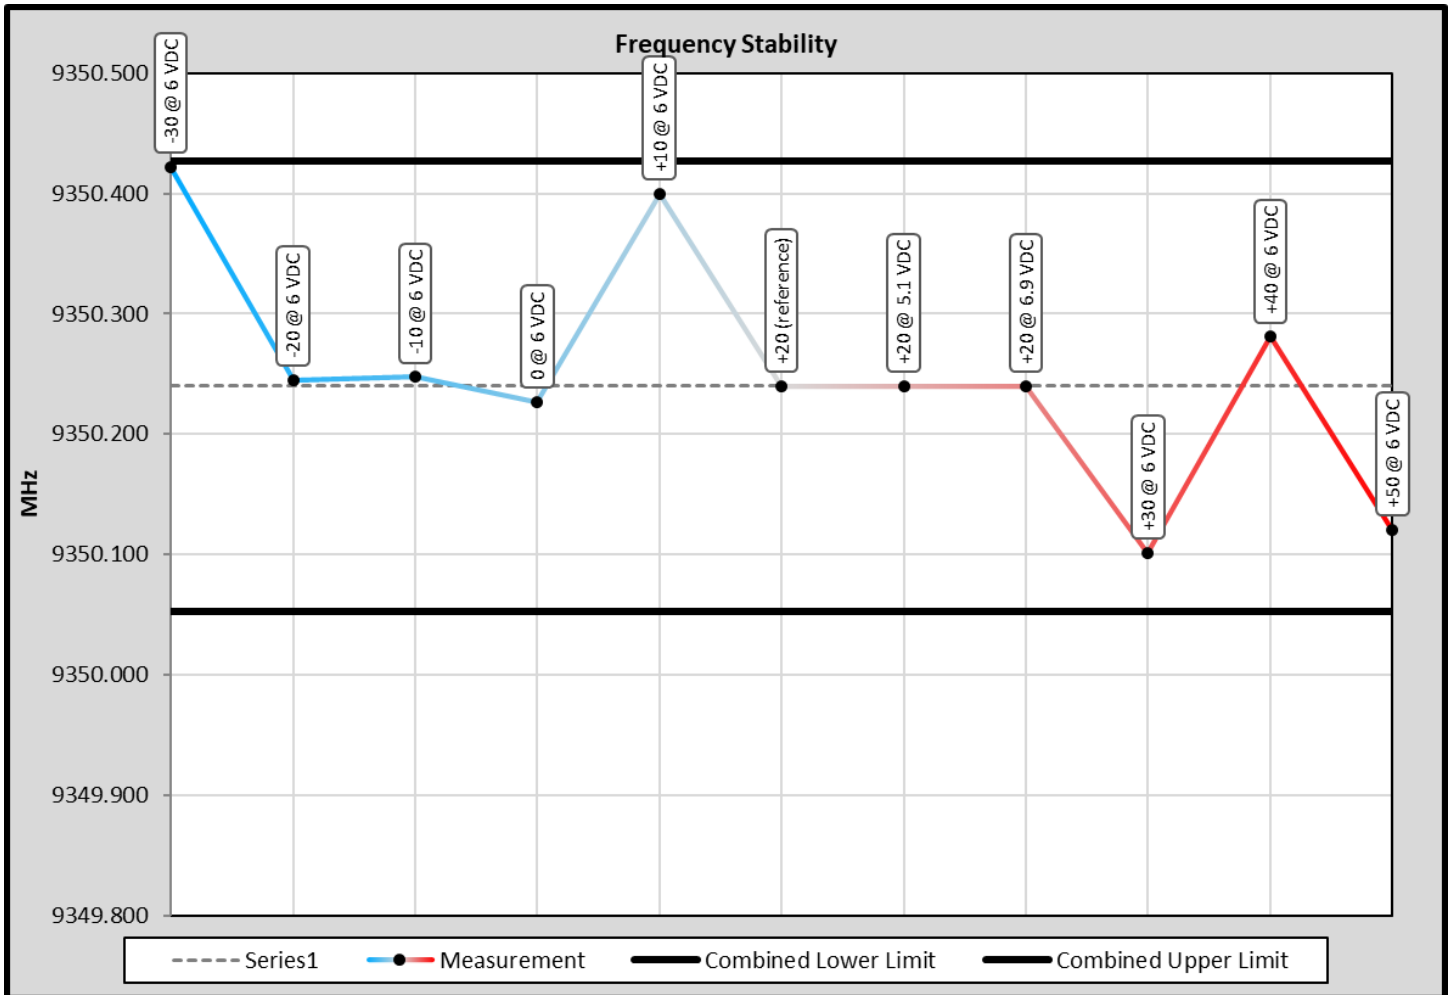 Frequency Stability
MHz
9350.500
9350.400
9350.300
9350.200
9350.100
9350.000
9349.900
9349.800
-30 @ 6 VDC
-20 @ 6 VDC
-10 @ 6 VDC
0 @ 6 VDC
+10 @ 6 VDC
+20 (reference)
+20 @ 5.1 VDC
+20 @ 6.9 VDC
+30 @ 6 VDC
+40 @ 6 VDC
+50 @ 6 VDC
Series1
Measurement
Combined Lower Limit
Combined Upper Limit